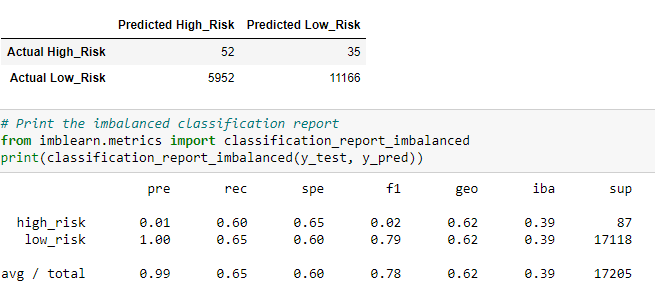 Predicted High_Risk Predicted Low_Risk
Actual High_Risk 52 35
Actual Low_Risk 5952 11166
# Print the imbalanced classification report
from imblearn.metrics import classification_report_imbalanced
print(classification_report_imbalanced(y_test, y_pred))
pre rec spe f1 geo iba sup
high_risk 0.01 0.60 0.65 0.02 0.62 0.39 87
low_risk 1.00 0.65 0.60 0.79 0.62 0.39 17118
avg / total 0.99 0.65 0.60 0.78 0.62 0.39 17205